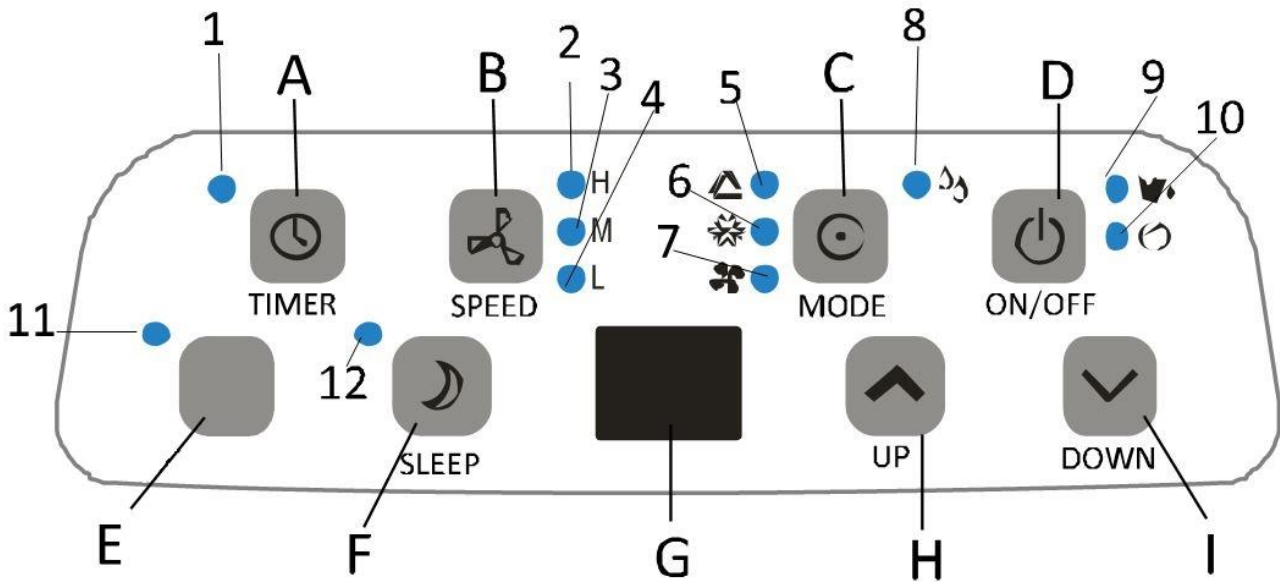 1 A B 2 3 4 5 C 8 D 9 10
H
6
M
7
L
TIMER SPEED MODE ON/OFF
11
12
SLEEP UP DOWN
E F G H I